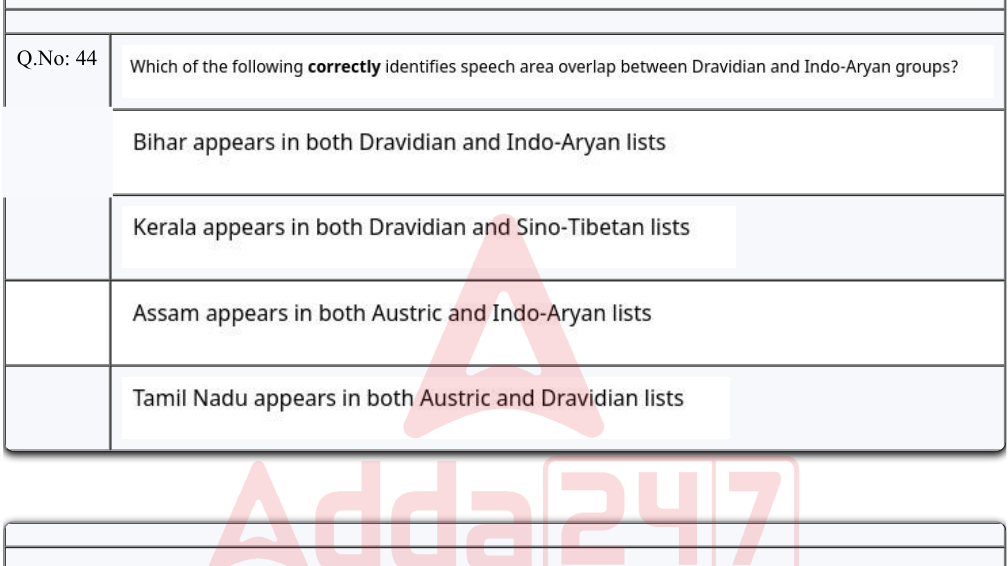 Q.No: 44
Which of the following correctly identifies speech area overlap between Dravidian and Indo-Aryan groups?
Bihar appears in both Dravidian and Indo-Aryan lists
Kerala appears in both Dravidian and Sino-Tibetan lists
Assam appears in both Austric and Indo-Aryan lists
Tamil Nadu appears in both Austric and Dravidian lists
Adda247